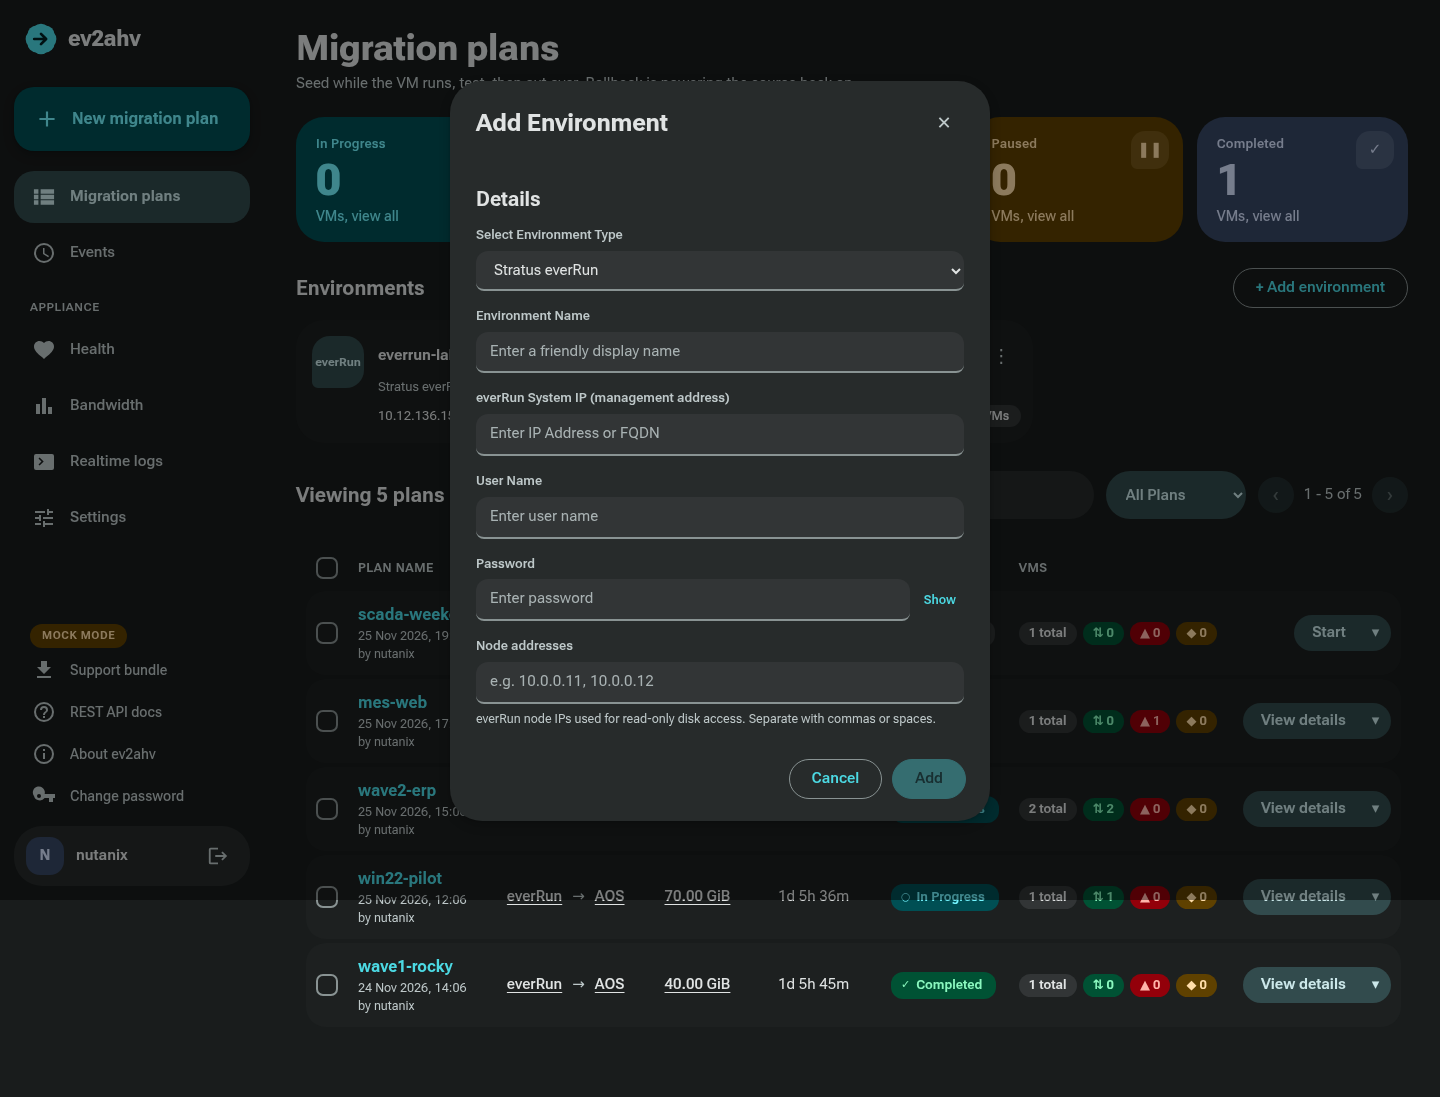 ev2ahv
New migration plan
Migration plans
Events
APPLIANCE
Health
Bandwidth
Realtime logs
Settings
MOCK MODE
Support bundle
REST API docs
About ev2ahv
Change password
N nutanix
Migration plans
Seed while the VM runs,
In Progress
0
VMs, view all
Paused
0
VMs, view all
Completed
✓
1
VMs, view all
Environments
+ Add environment
everRun
Stratus
10.12.136.
VMs
Viewing 5 plans
All Plans
‹ 1 - 5 of 5 ›
PLAN NAME VMS
25 Nov 2026, 19
by nutanix
1 total ⇅ 0 ▲ 0 ◆ 0 Start ▾
mes-web
25 Nov 2026, 17
by nutanix
1 total ⇅ 0 ▲ 1 ◆ 0 View details ▾
wave2-erp
25 Nov 2026, 15:0
by nutanix
2 total ⇅ 2 ▲ 0 ◆ 0 View details ▾
win22-pilot
25 Nov 2026, 12:06
by nutanix
everRun → AOS 70.00 GiB 1d 5h 36m In Progress 1 total ⇅ 1 ▲ 0 ◆ 0 View details ▾
wave1-rocky
24 Nov 2026, 14:06
by nutanix
everRun → AOS 40.00 GiB 1d 5h 45m ✓ Completed 1 total ⇅ 0 ▲ 0 ◆ 0 View details ▾
Add Environment ×
Details
Select Environment Type
Stratus everRun
Environment Name
Enter a friendly display name
everRun System IP (management address)
Enter IP Address or FQDN
User Name
Enter user name
Password
Enter password Show
Node addresses
e.g. 10.0.0.11, 10.0.0.12
everRun node IPs used for read-only disk access. Separate with commas or spaces.
Cancel Add